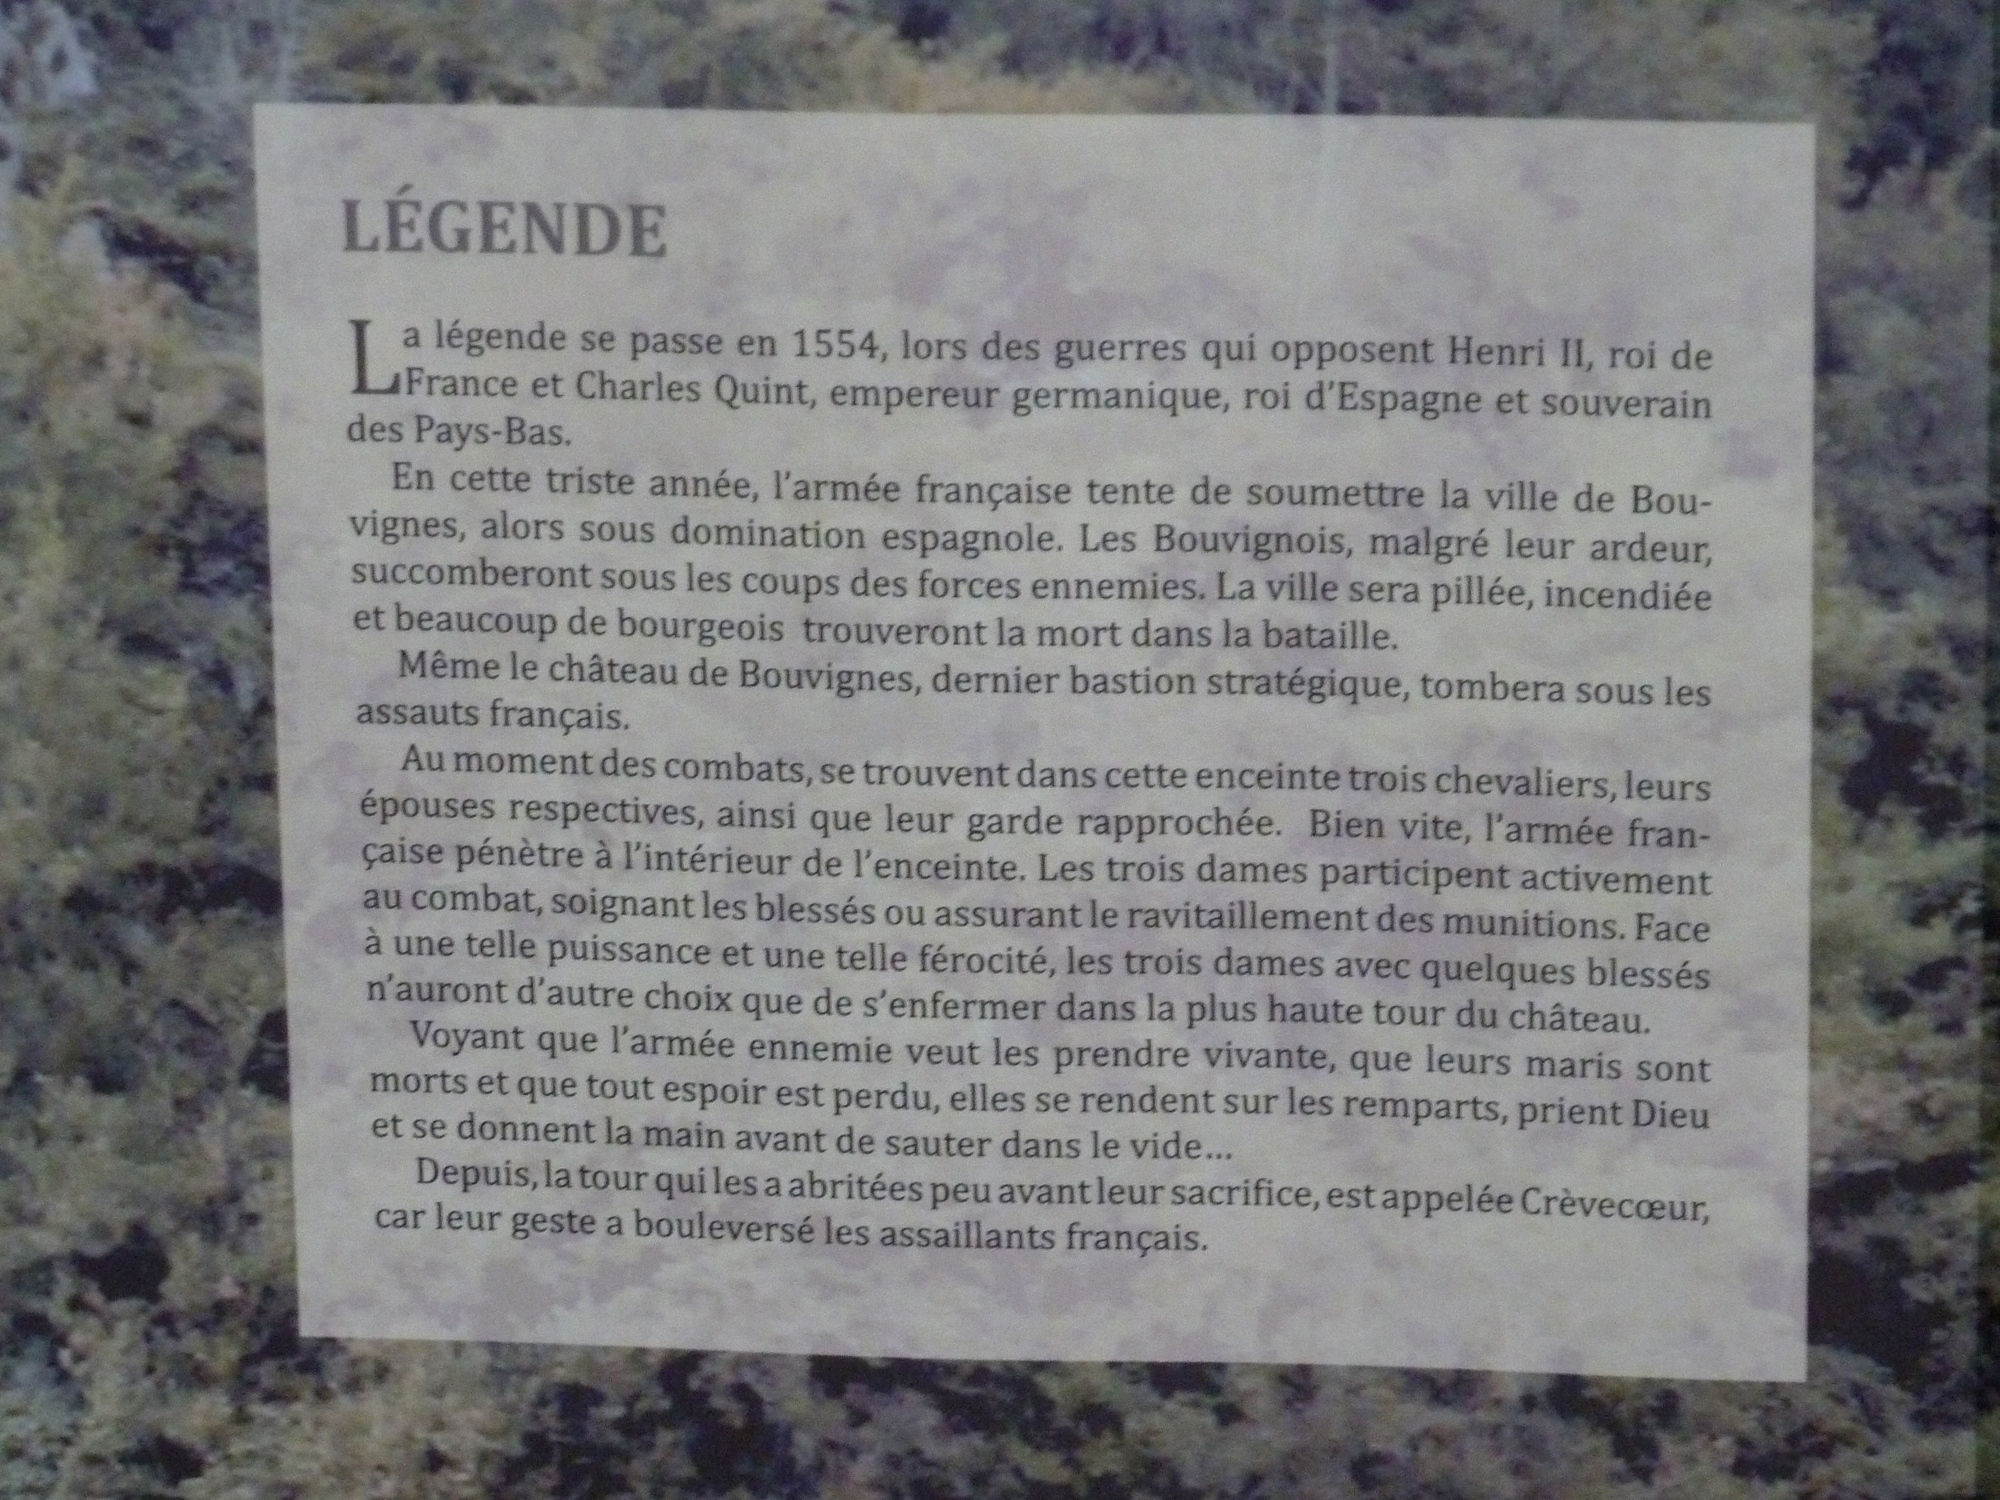 LÉGENDE
La légende se passe en 1554, lors des guerres qui opposent Henri II, roi de
France et Charles Quint, empereur germanique, roi d'Espagne et souverain
des Pays-Bas.
En cette triste année, l'armée française tente de soumettre la ville de Bou-
vignes, alors sous domination espagnole. Les Bouvignois, malgré leur ardeur,
succomberont sous les coups des forces ennemies. La ville sera pillée, incendiée
et beaucoup de bourgeois trouveront la mort dans la bataille.
Même le château de Bouvignes, dernier bastion stratégique, tombera sous les
assauts français.
Au moment des combats, se trouvent dans cette enceinte trois chevaliers, leurs
épouses respectives, ainsi que leur garde rapprochée. Bien vite, l'armée fran-
çaise pénètre à l'intérieur de l'enceinte. Les trois dames participent activement
au combat, soignant les blessés ou assurant le ravitaillement des munitions. Face
à une telle puissance et une telle férocité, les trois dames avec quelques blessés
n'auront d'autre choix que de s'enfermer dans la plus haute tour du château.
Voyant que l'armée ennemie veut les prendre vivante, que leurs maris sont
morts et que tout espoir est perdu, elles se rendent sur les remparts, prient Dieu
et se donnent la main avant de sauter dans le vide...
Depuis, la tour qui les a abritées peu avant leur sacrifice, est appelée Crèvecœur,
car leur geste a bouleversé les assaillants français.